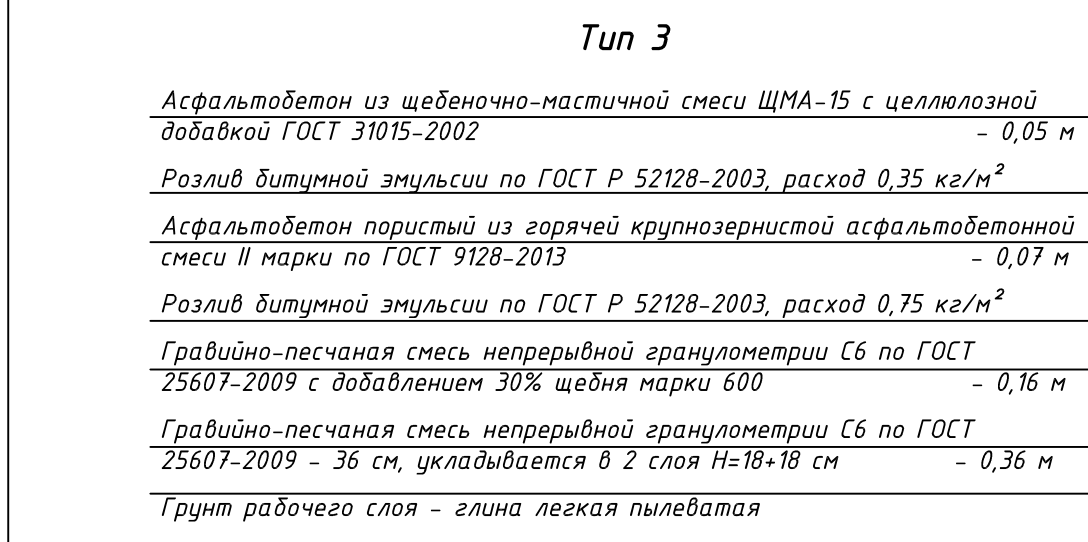 Тип 3
Асфальтобетон из щебеночно-мастичной смеси ЩМА-15 с целлюлозной
добавкой ГОСТ 31015-2002 - 0,05 м
Розлив битумной эмульсии по ГОСТ Р 52128-2003, расход 0,35 кг/м²
Асфальтобетон пористый из горячей крупнозернистой асфальтобетонной
смеси II марки по ГОСТ 9128-2013 - 0,07 м
Розлив битумной эмульсии по ГОСТ Р 52128-2003, расход 0,75 кг/м²
Гравийно-песчаная смесь непрерывной гранулометрии С6 по ГОСТ
25607-2009 с добавлением 30% щебня марки 600 - 0,16 м
Гравийно-песчаная смесь непрерывной гранулометрии С6 по ГОСТ
25607-2009 - 36 см, укладывается в 2 слоя Н=18+18 см - 0,36 м
Грунт рабочего слоя - глина легкая пылеватая